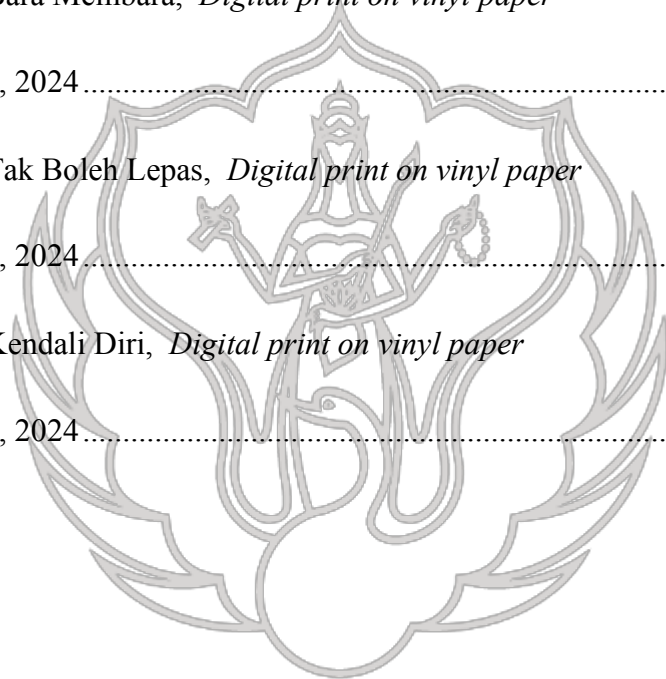 Membara, Digital print on vinyl paper
, 2024
Tak Boleh Lepas, Digital print on vinyl paper
, 2024
Kendali Diri, Digital print on vinyl paper
, 2024